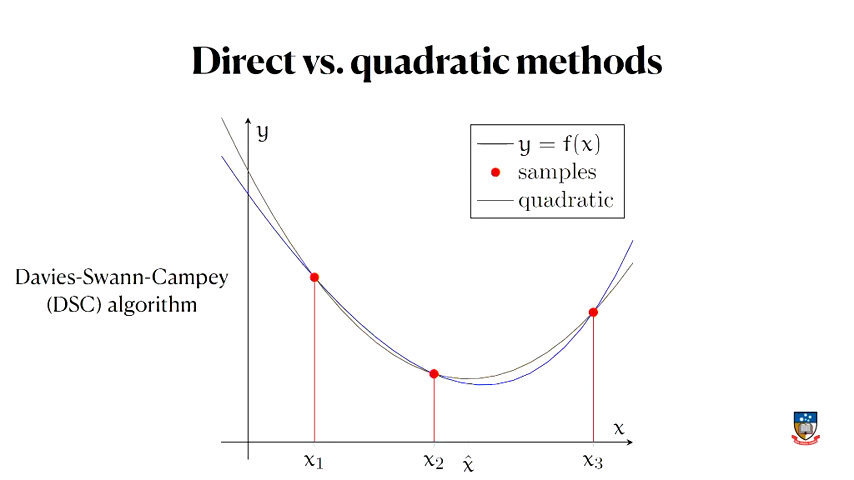 Direct vs. quadratic methods
y
y = f(x)
samples
quadratic
Davies-Swann-Campey
(DSC) algorithm
x
x₁ x₂ x̂ x₃